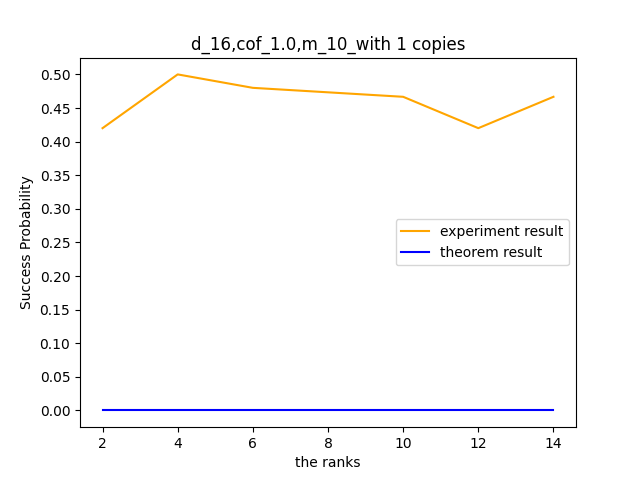 d_16,cof_1.0,m_10_with 1 copies
Success Probability
0.50
0.45
0.40
0.35
0.30
0.25
0.20
0.15
0.10
0.05
0.00
experiment result
theorem result
2 4 6 8 10 12 14
the ranks